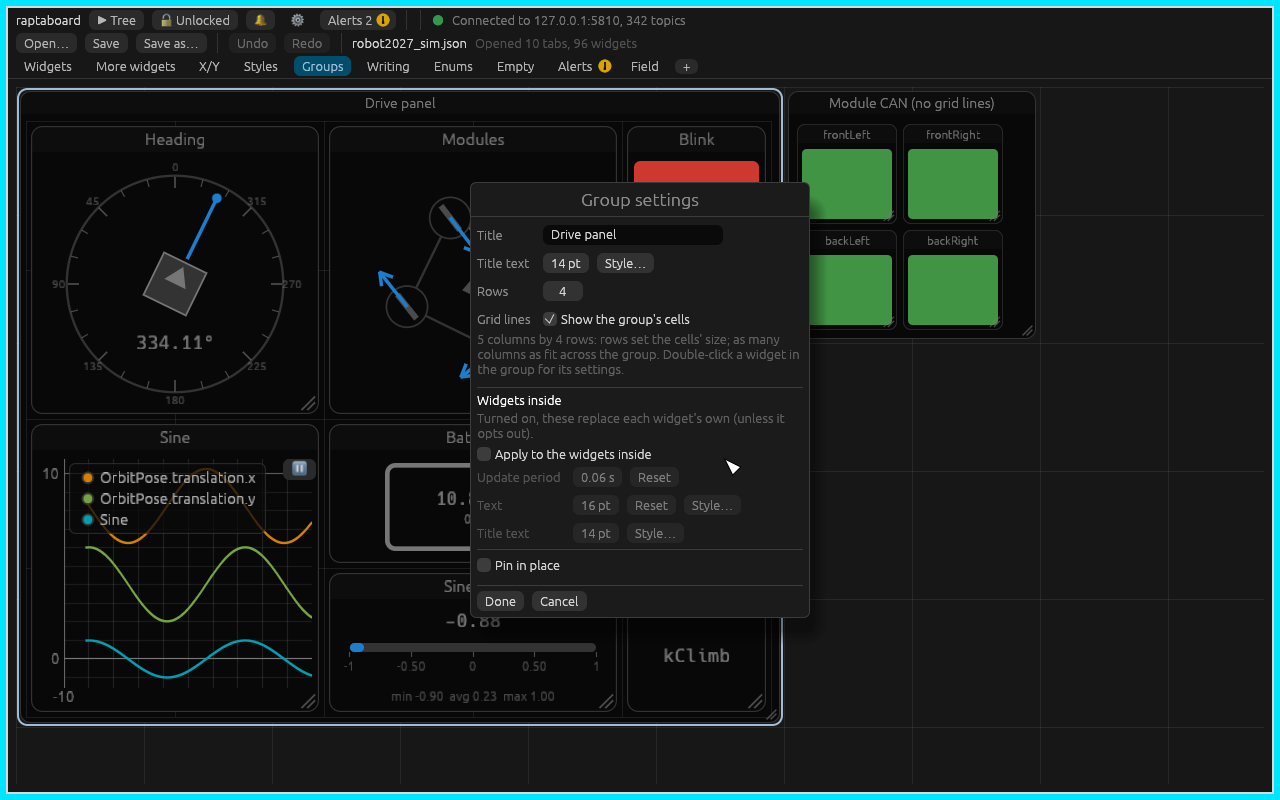 raptaboard ▶ Tree Unlocked Alerts 2 Connected to 127.0.0.1:5810, 342 topics
Open… Save Save as… Undo Redo robot2027_sim.json Opened 10 tabs, 96 widgets
Widgets More widgets X/Y Styles Groups Writing Enums Empty Alerts Field +
Drive panel
Heading
0
45
315
90
270
334.11°
135
225
180
Modules
Blink
Sine
10
OrbitPose.translation.x
OrbitPose.translation.y
Sine
0
-10
Bat
10.
Sine
-0.88
-1 -0.50 0 0.50 1
min -0.90 avg 0.23 max 1.00
kClimb
Module CAN (no grid lines)
frontLeft frontRight
backLeft backRight
Group settings
Title Drive panel
Title text 14 pt Style…
Rows 4
Grid lines Show the group's cells
5 columns by 4 rows: rows set the cells' size; as many
columns as fit across the group. Double-click a widget in
the group for its settings.
Widgets inside
Turned on, these replace each widget's own (unless it
opts out).
Apply to the widgets inside
Update period 0.06 s Reset
Text 16 pt Reset Style…
Title text 14 pt Style…
Pin in place
Done Cancel